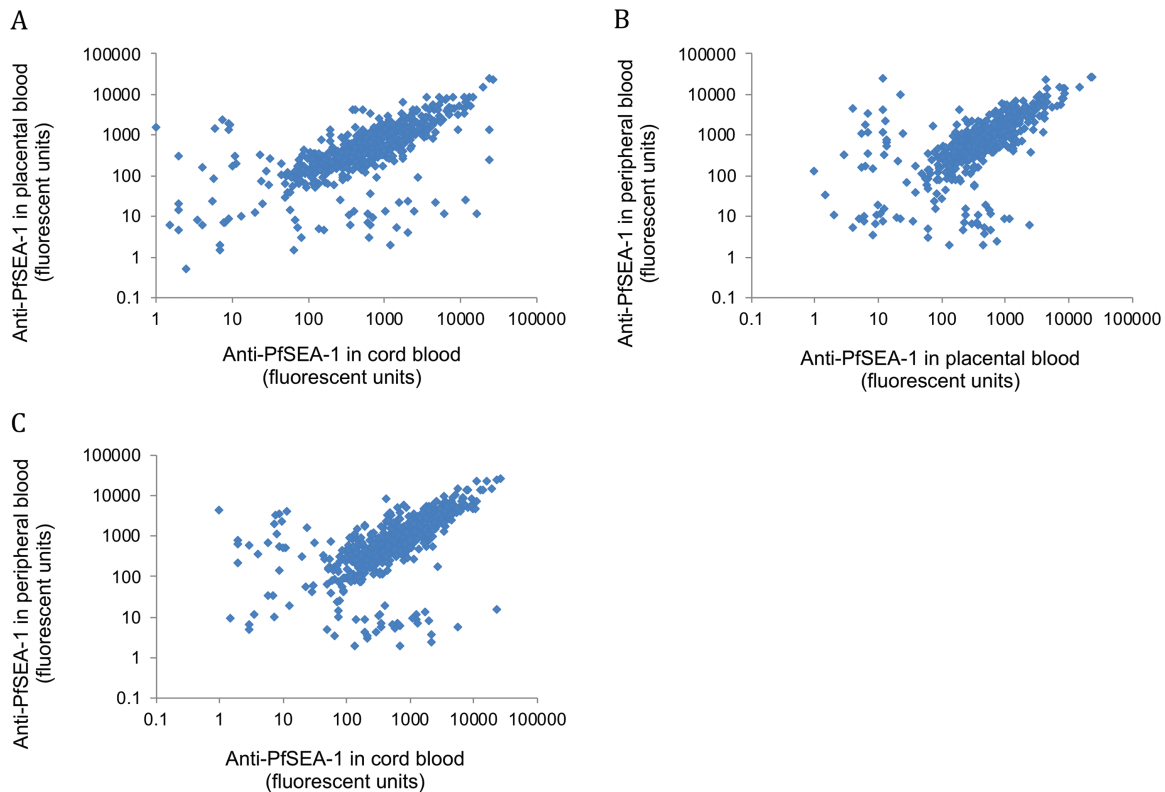 A
100000
10000
1000
100
10
1
0.1
1 10 100 1000 10000 100000
Anti-PfSEA-1 in placental blood
(fluorescent units)
Anti-PfSEA-1 in cord blood
(fluorescent units)
B
100000
10000
1000
100
10
1
0.1
0.1 1 10 100 1000 10000 100000
Anti-PfSEA-1 in peripheral blood
(fluorescent units)
Anti-PfSEA-1 in placental blood
(fluorescent units)
C
100000
10000
1000
100
10
1
0.1
0.1 1 10 100 1000 10000 100000
Anti-PfSEA-1 in peripheral blood
(fluorescent units)
Anti-PfSEA-1 in cord blood
(fluorescent units)